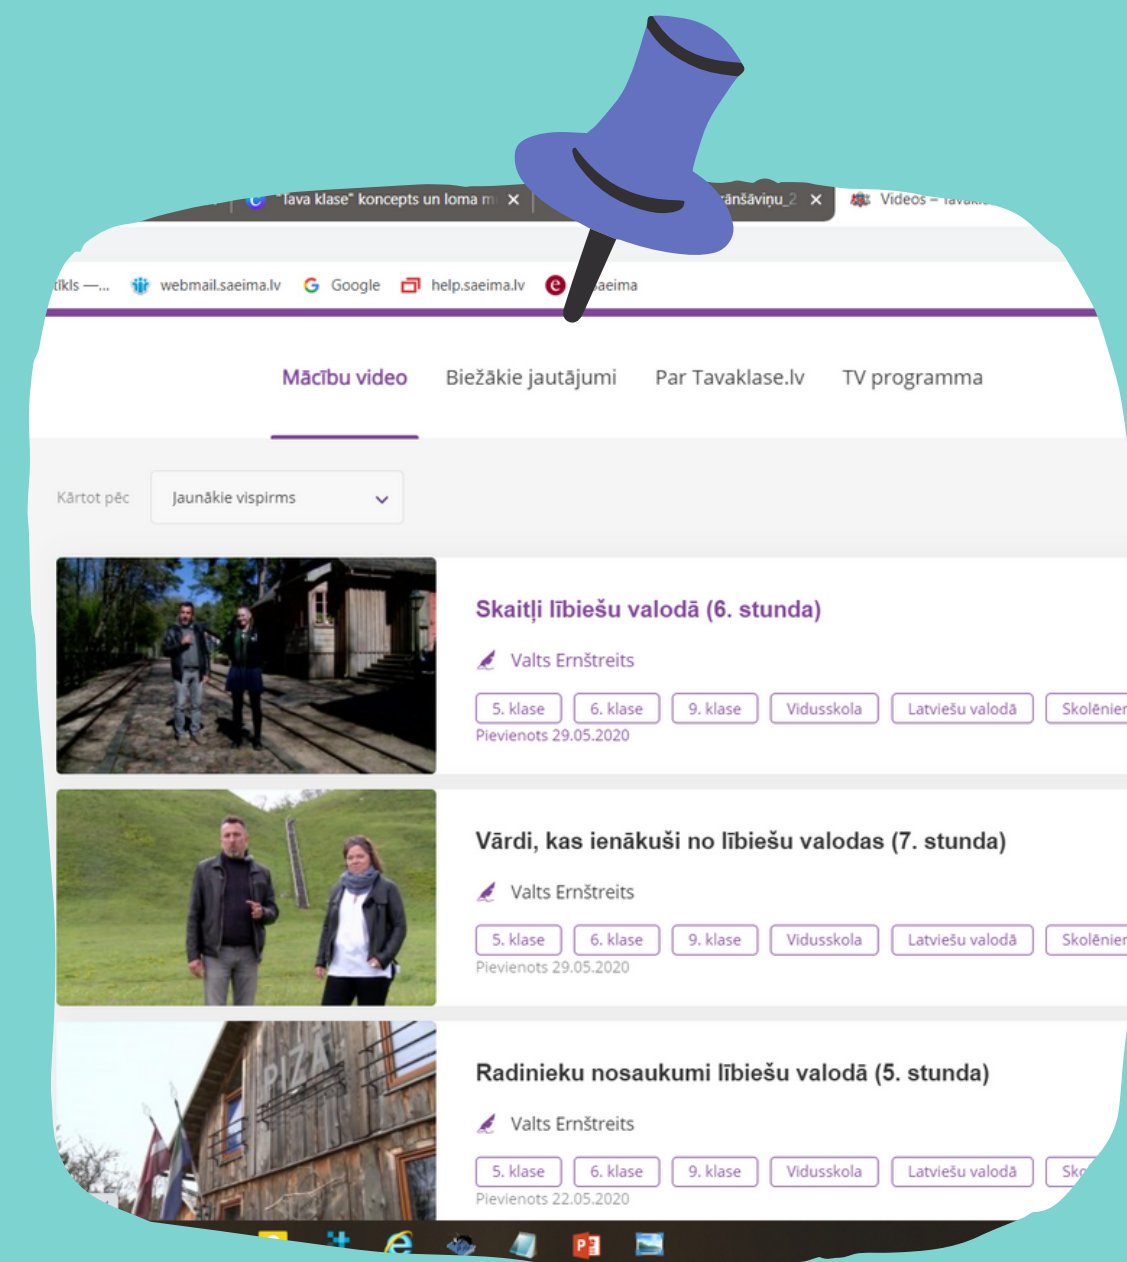 "Tava klase" koncepts un loma m
ānšāviņu_2
Videos –
webmail.saeima.lv Google help.saeima.lv
Mācību video Biežākie jautājumi Par Tavaklase.lv TV programma
Kārtot pēc Jaunākie vispirms
Skaitļi lībiešu valodā (6. stunda)
Valts Ernštreits
5. klase 6. klase 9. klase Vidusskola Latviešu valodā
Pievienots 29.05.2020
Vārdi, kas ienākuši no lībiešu valodas (7. stunda)
Valts Ernštreits
5. klase 6. klase 9. klase Vidusskola Latviešu valodā
Pievienots 29.05.2020
PIZĀ
Radinieku nosaukumi lībiešu valodā (5. stunda)
Valts Ernštreits
5. klase 6. klase 9. klase Vidusskola Latviešu valodā
Pievienots 22.05.2020